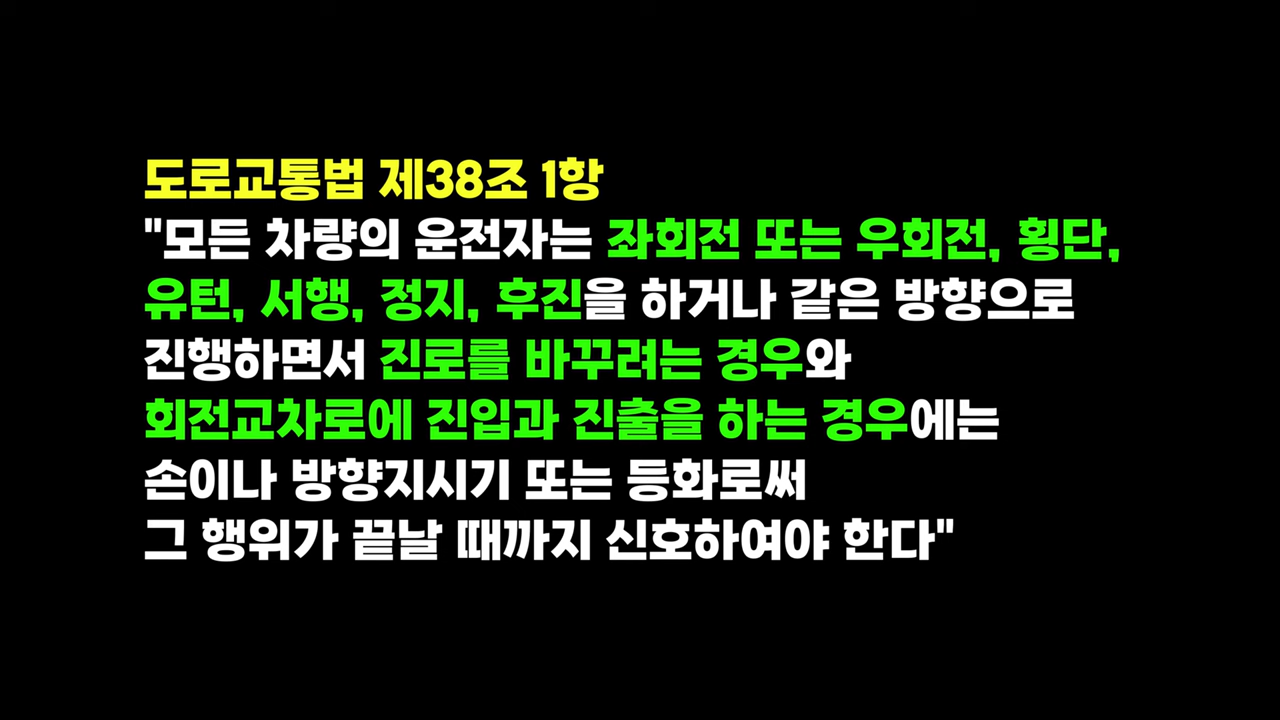 도로교통법 제38조 1항
"모든 차량의 운전자는 좌회전 또는 우회전, 횡단,
유턴, 서행, 정지, 후진을 하거나 같은 방향으로
진행하면서 진로를 바꾸려는 경우와
회전교차로에 진입과 진출을 하는 경우에는
손이나 방향지시기 또는 등화로써
그 행위가 끝날 때까지 신호하여야 한다"